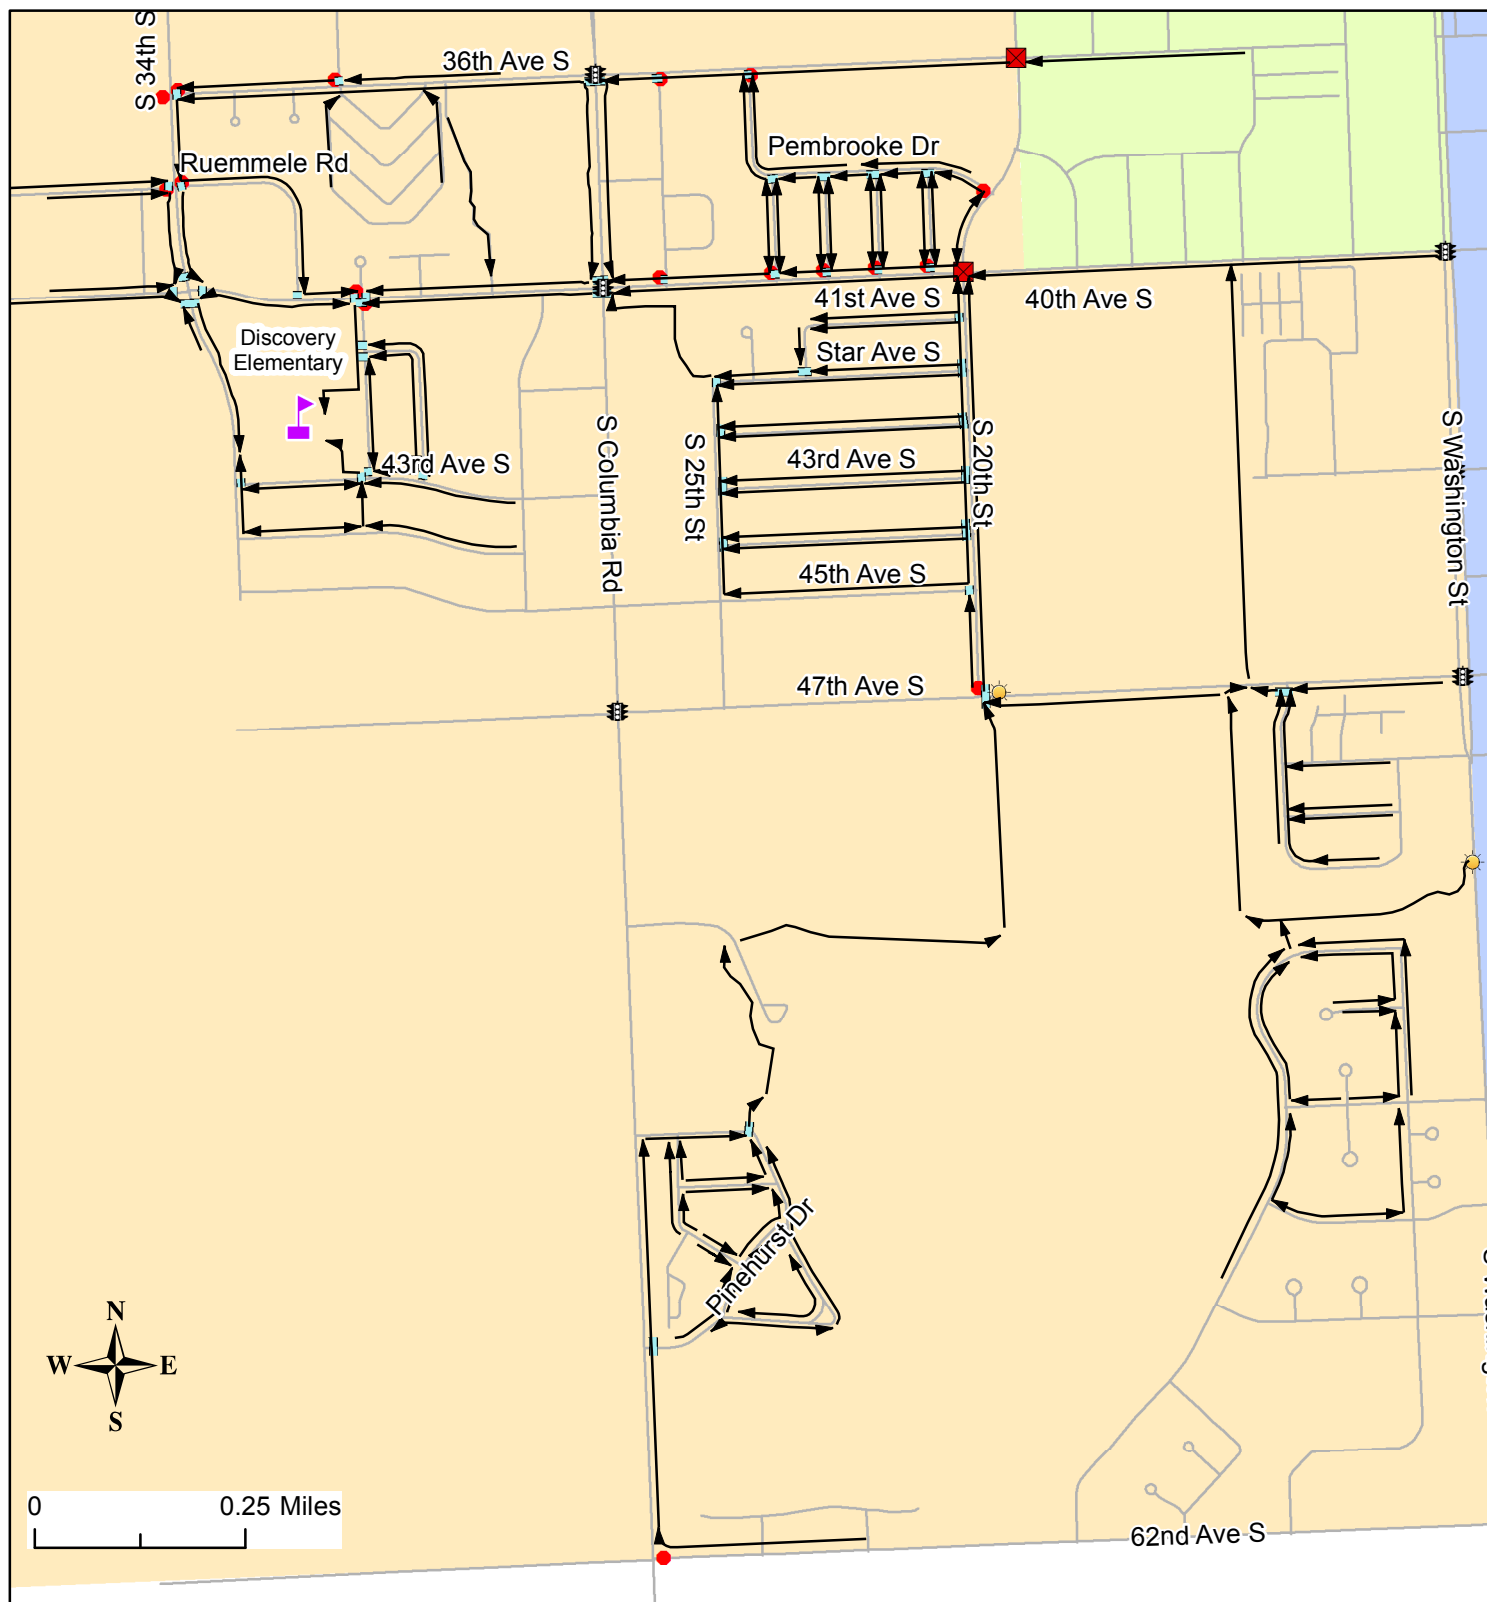 S 34th S
36th Ave S
Ruemmele Rd
Pembrooke Dr
41st Ave S
40th Ave S
Discovery
Elementary
Star Ave S
S Columbia Rd
S 25th St
43rd Ave S
43rd Ave S
S 20th St
S Washington St
45th Ave S
47th Ave S
Pinehurst Dr
N
W
E
S
0
0.25 Miles
62nd Ave S